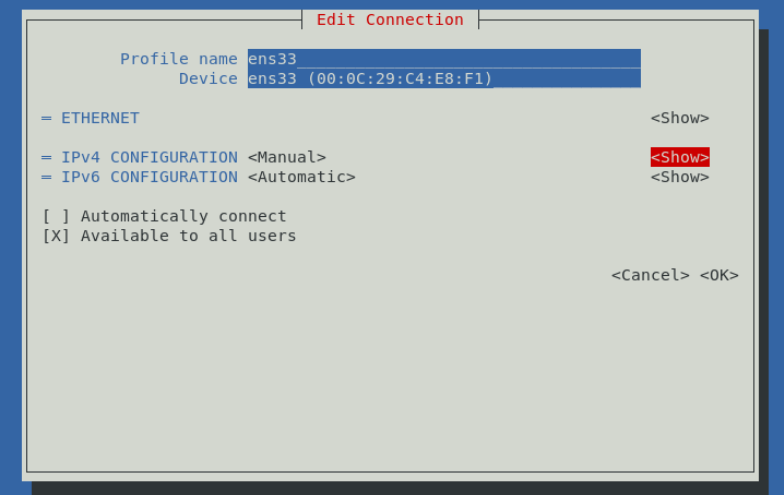 Edit Connection
Profile name ens33
Device ens33 (00:0C:29:C4:E8:F1)
= ETHERNET <Show>
= IPv4 CONFIGURATION <Manual> <Show>
= IPv6 CONFIGURATION <Automatic> <Show>
[ ] Automatically connect
[X] Available to all users
<Cancel> <OK>